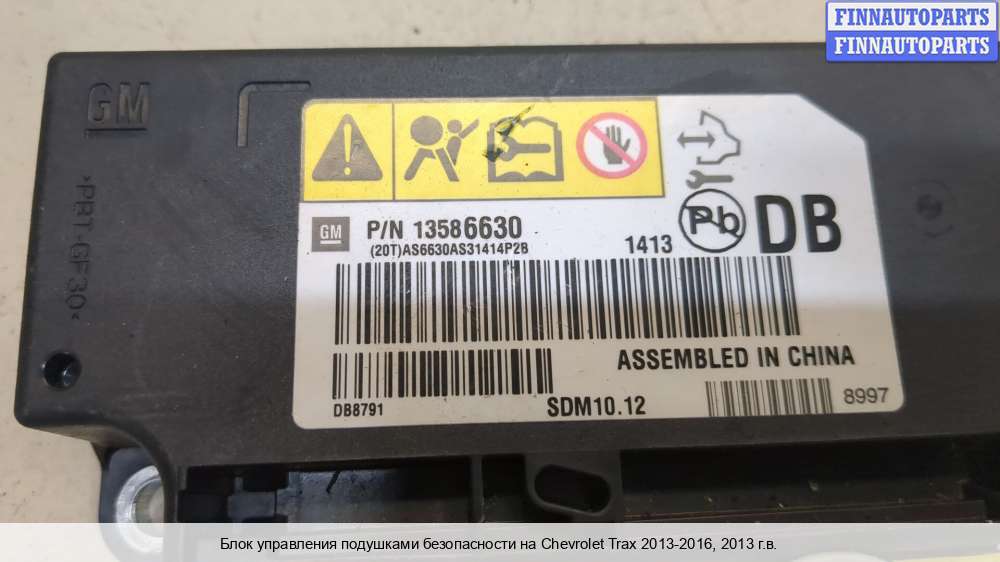 FINNAUTOPARTS
FINNAUTOPARTS
GM
>PBT-GF30<
GM P/N 13586630
(20T)AS6630AS31414P2B
1413
Pb
DB
ASSEMBLED IN CHINA
DB8791
SDM10.12
8997
Блок управления подушками безопасности на Chevrolet Trax 2013-2016, 2013 г.в.